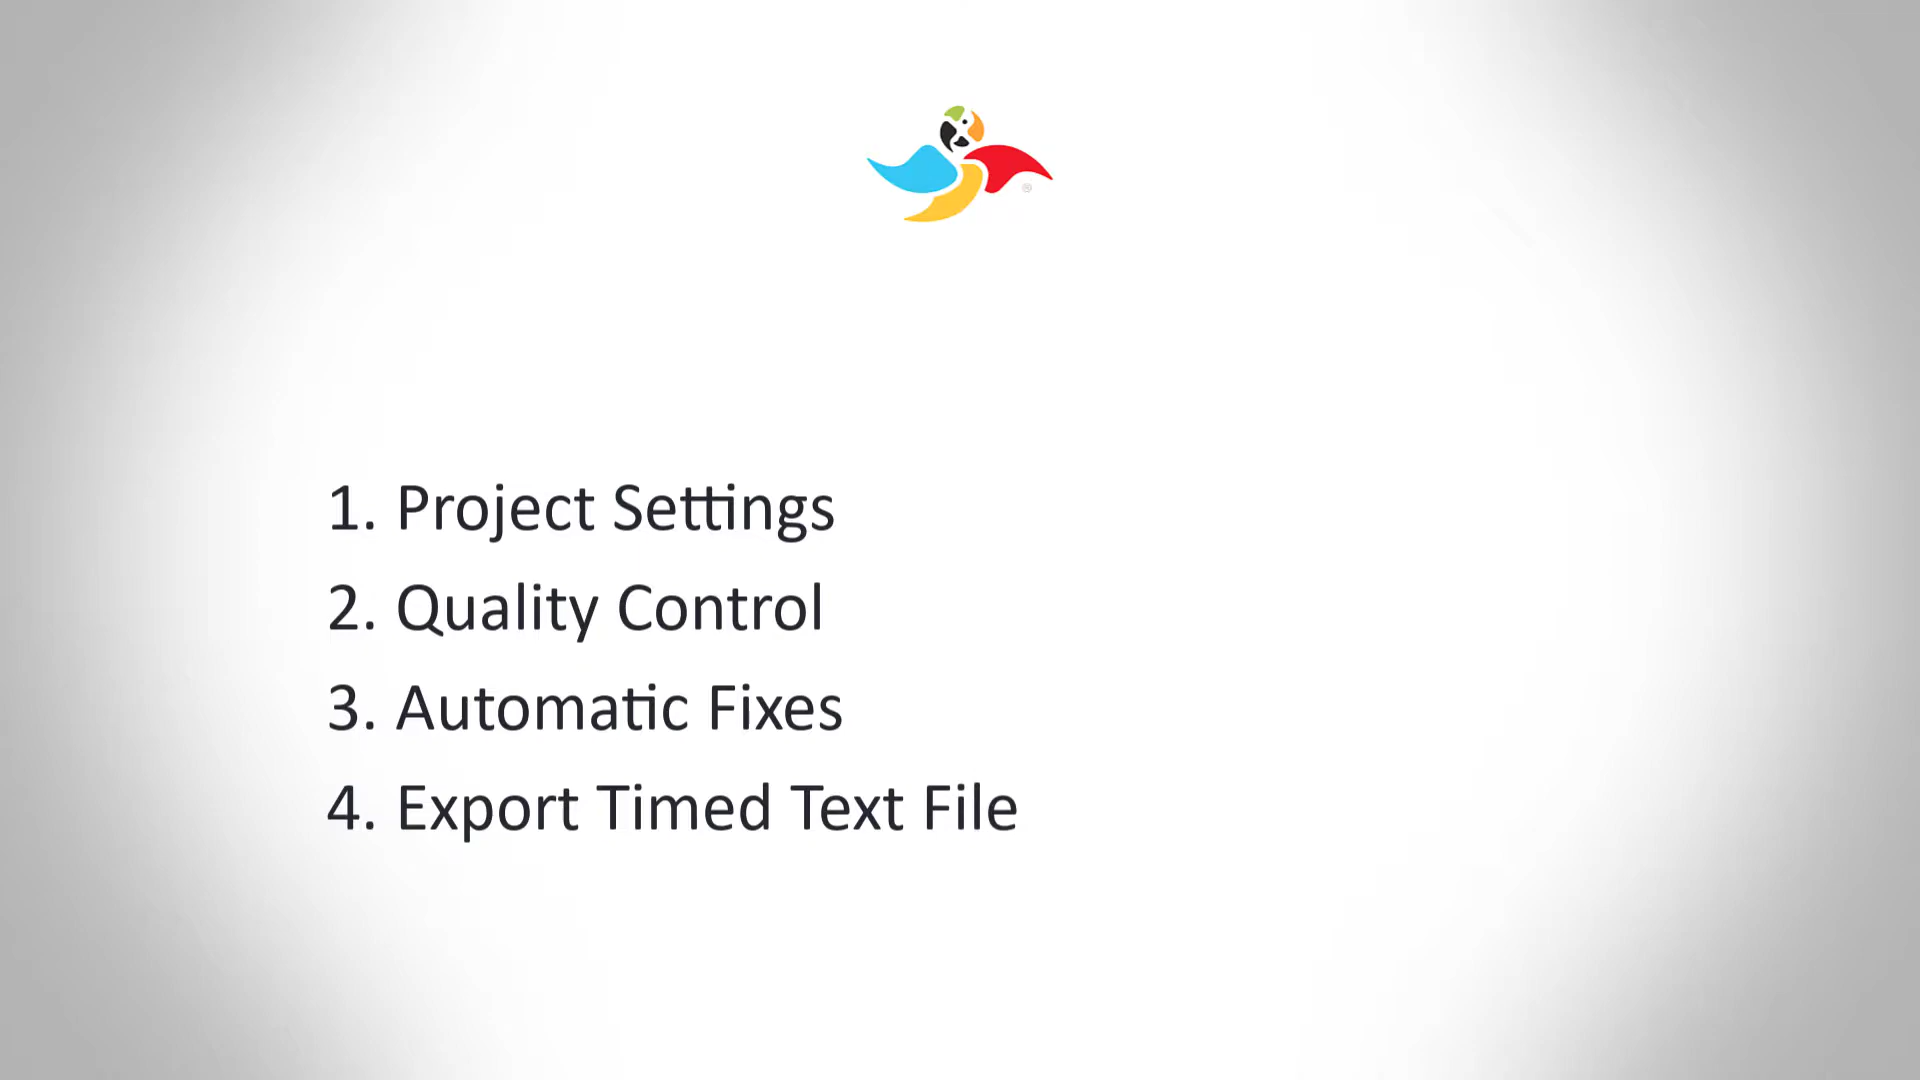 1. Project Settings
2. Quality Control
3. Automatic Fixes
4. Export Timed Text File